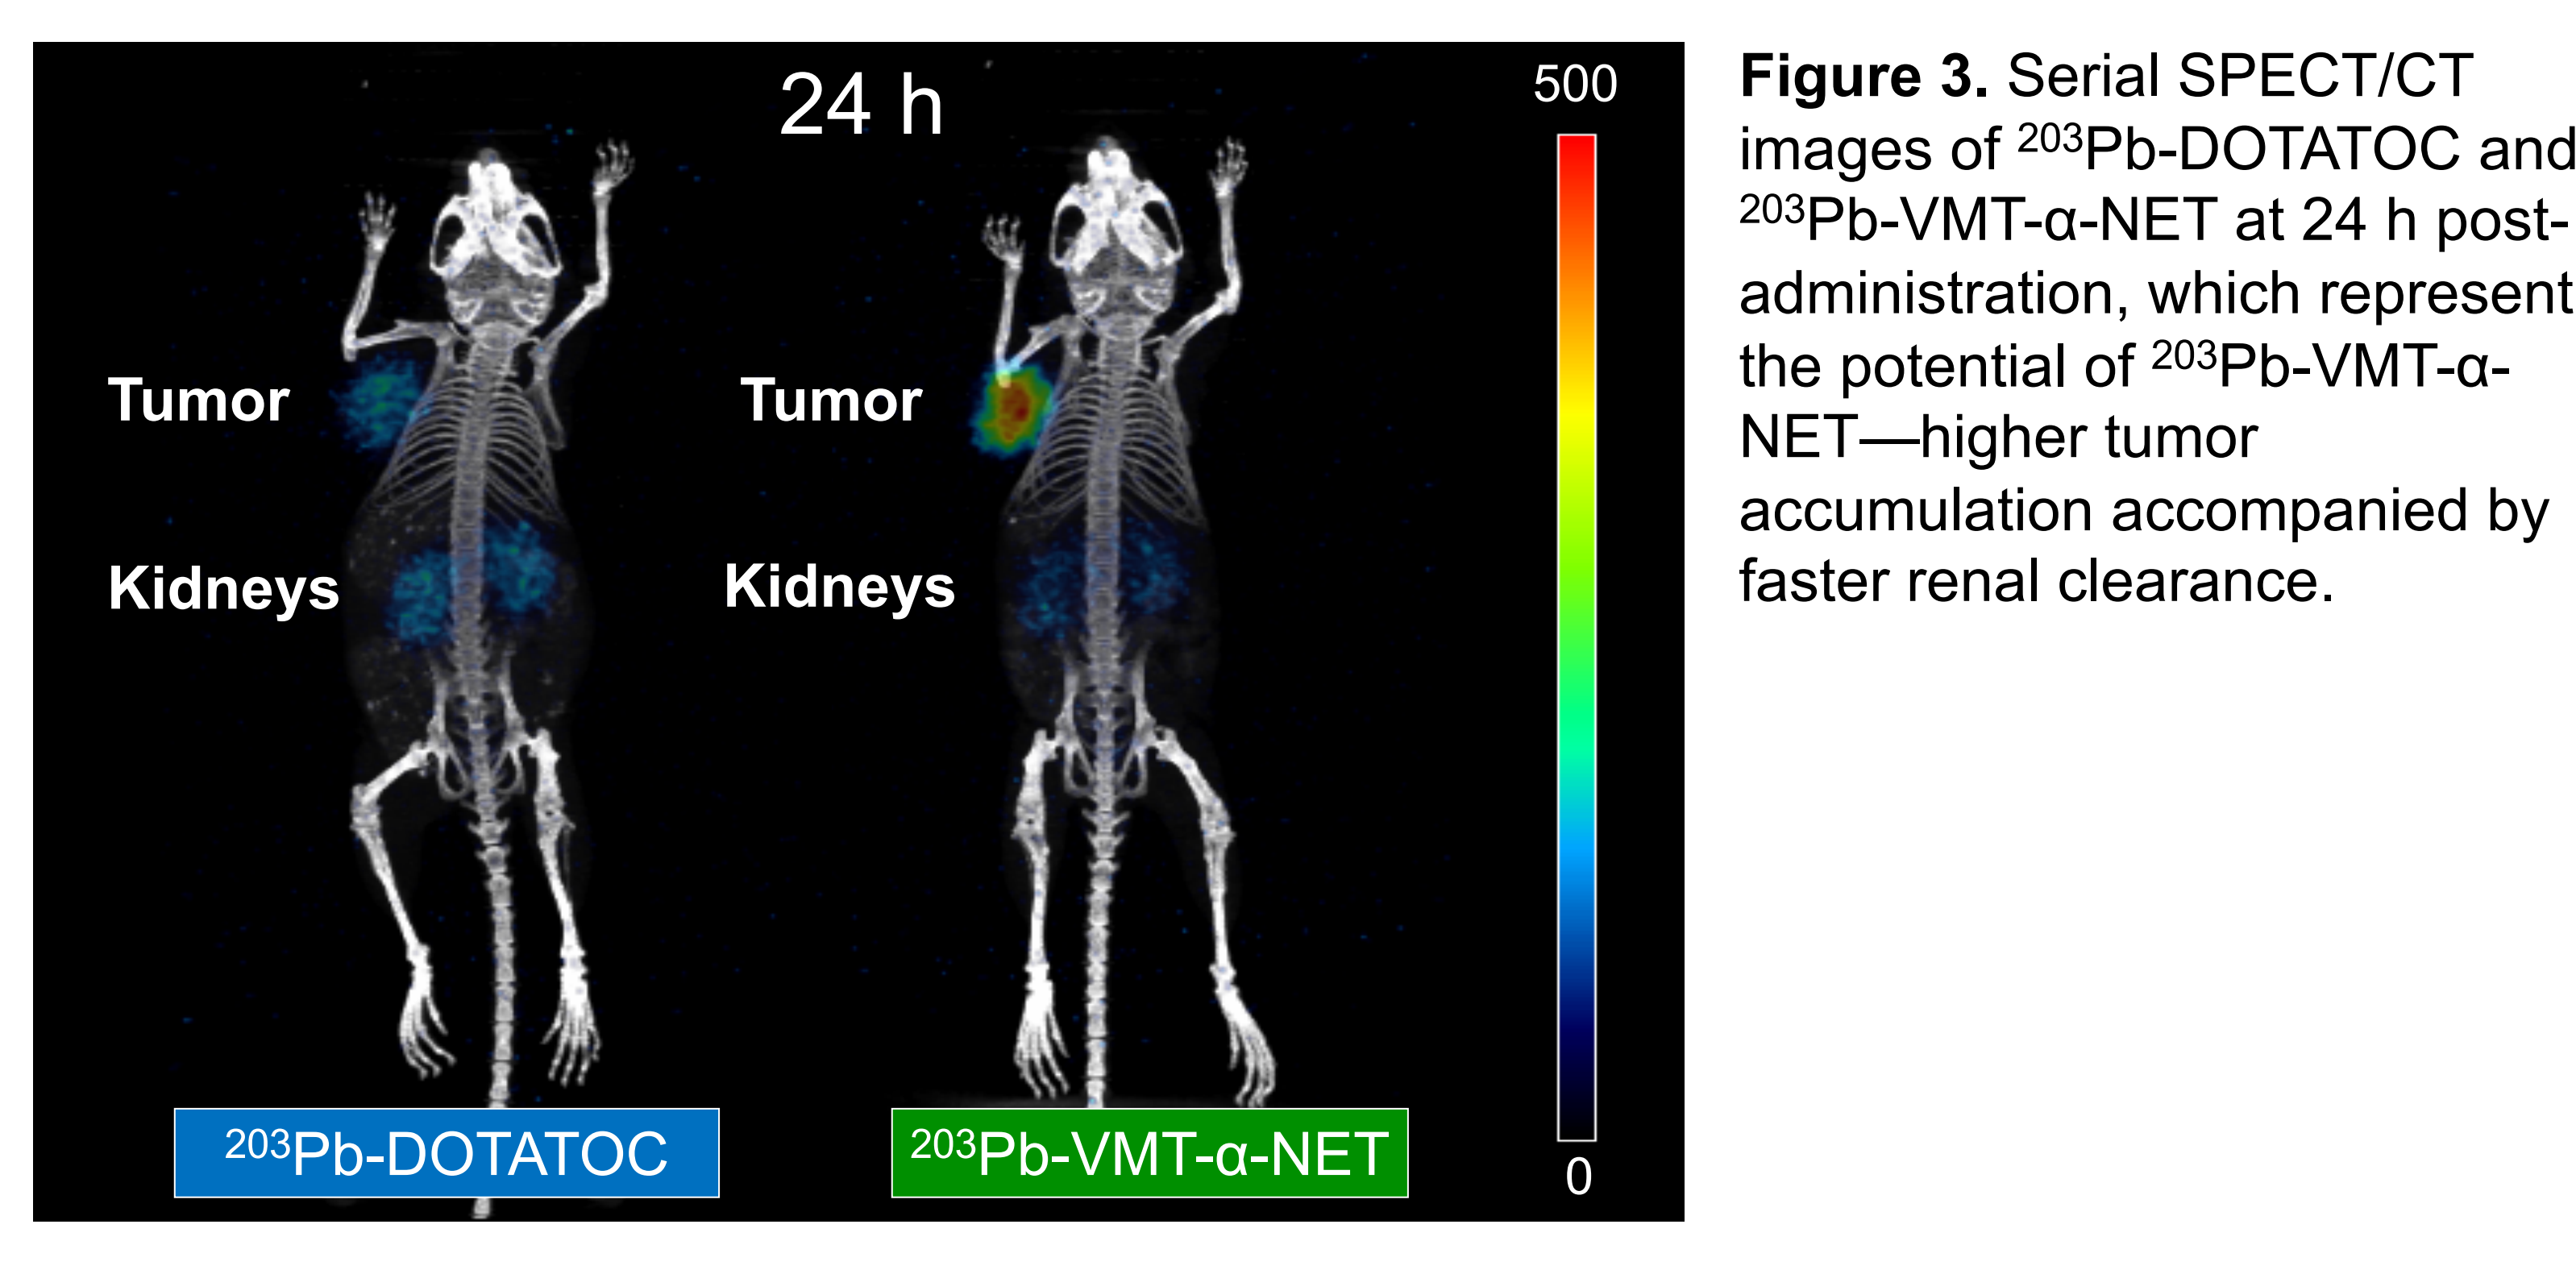 24 h
500
Tumor
Tumor
Kidneys
Kidneys
0
²⁰³Pb-DOTATOC
²⁰³Pb-VMT-α-NET
Figure 3. Serial SPECT/CT
images of ²⁰³Pb-DOTATOC and
²⁰³Pb-VMT-α-NET at 24 h post-
administration, which represent
the potential of ²⁰³Pb-VMT-α-
NET—higher tumor
accumulation accompanied by
faster renal clearance.